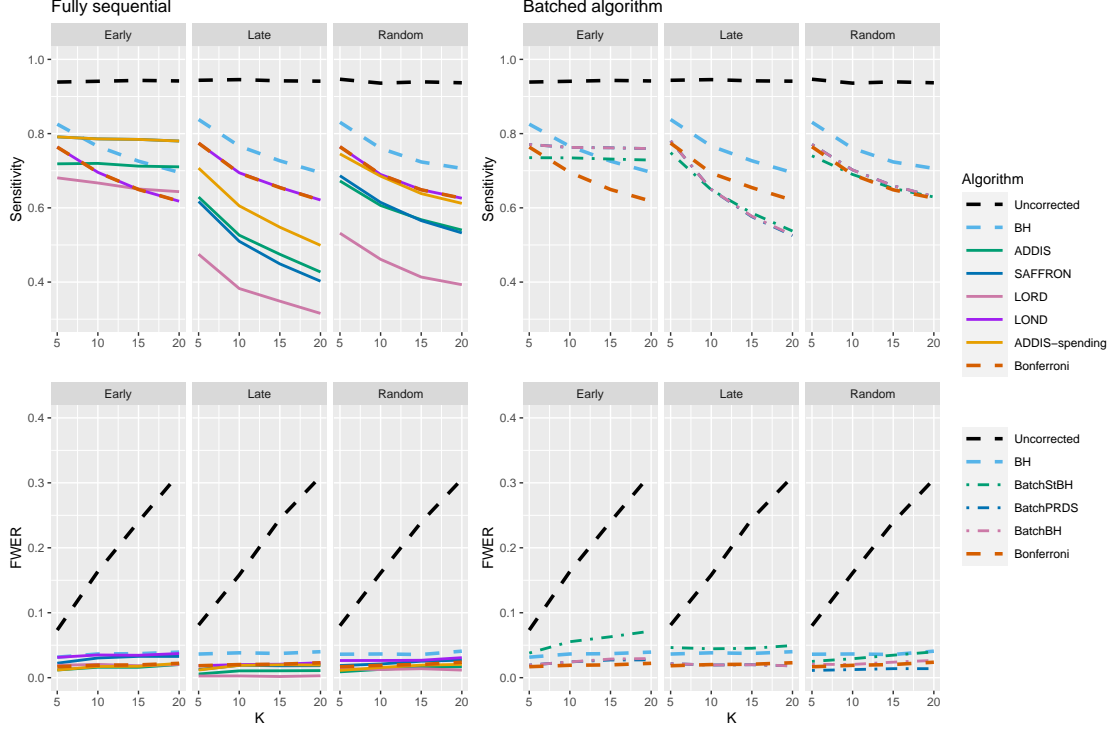 Fully sequential
Batched algorithm
Early
Late
Random
Early
Late
Random
1.0
0.8
0.6
0.4
Sensitivity
5
10
15
20
5
10
15
20
5
10
15
20
1.0
0.8
0.6
0.4
Sensitivity
5
10
15
20
5
10
15
20
5
10
15
20
Algorithm
Uncorrected
BH
ADDIS
SAFFRON
LORD
LOND
ADDIS−spending
Bonferroni
Early
Late
Random
Early
Late
Random
0.4
0.3
0.2
0.1
0.0
FWER
5
10
15
20
5
10
15
20
5
10
15
20
K
0.4
0.3
0.2
0.1
0.0
FWER
5
10
15
20
5
10
15
20
5
10
15
20
K
Uncorrected
BH
BatchStBH
BatchPRDS
BatchBH
Bonferroni